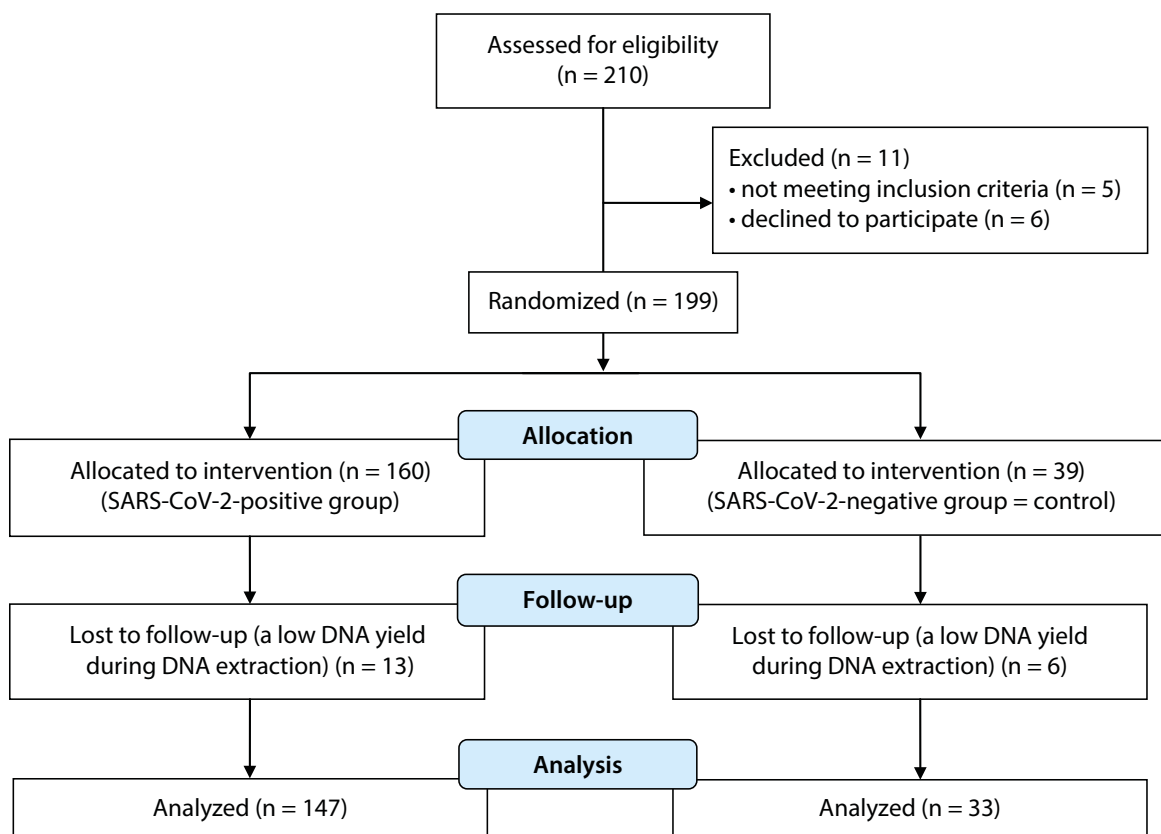 Assessed for eligibility
(n = 210)
Excluded (n = 11)
• not meeting inclusion criteria (n = 5)
• declined to participate (n = 6)
Randomized (n = 199)
Allocation
Allocated to intervention (n = 160)
(SARS-CoV-2-positive group)
Allocated to intervention (n = 39)
(SARS-CoV-2-negative group = control)
Follow-up
Lost to follow-up (a low DNA yield
during DNA extraction) (n = 13)
Lost to follow-up (a low DNA yield
during DNA extraction) (n = 6)
Analysis
Analyzed (n = 147)
Analyzed (n = 33)